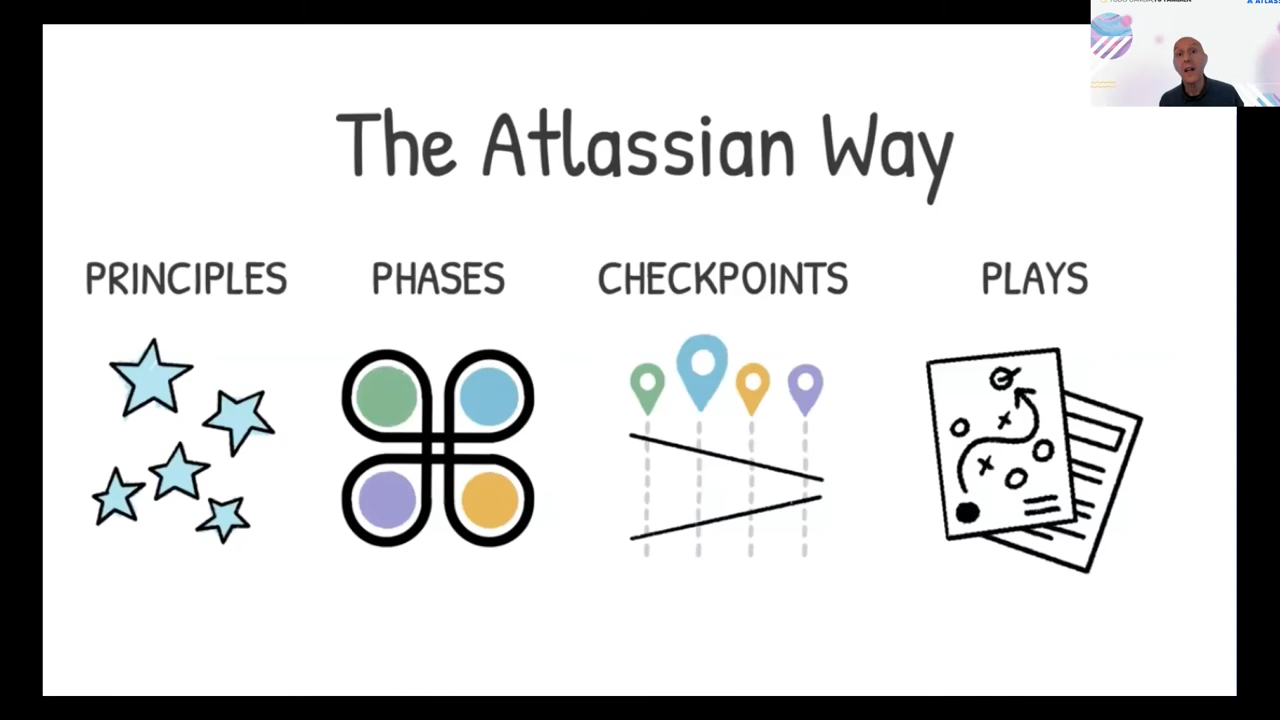 The Atlassian Way
PRINCIPLES
PHASES
CHECKPOINTS
PLAYS